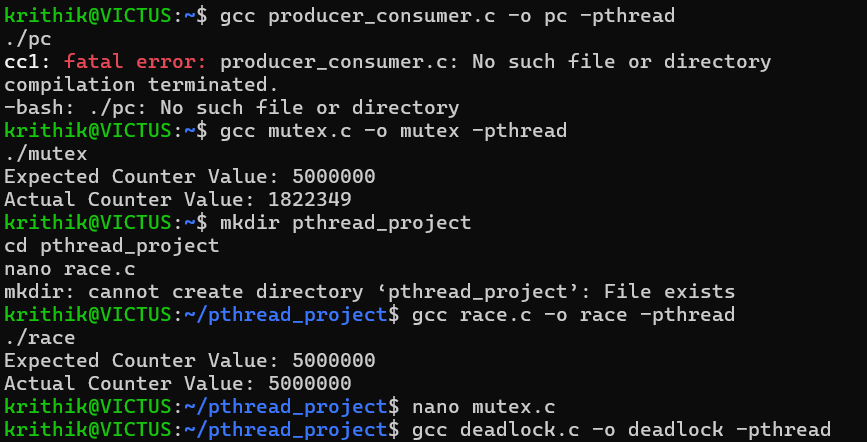 krithik@VICTUS:~$ gcc producer_consumer.c -o pc -pthread
./pc
cc1: fatal error: producer_consumer.c: No such file or directory
compilation terminated.
-bash: ./pc: No such file or directory
krithik@VICTUS:~$ gcc mutex.c -o mutex -pthread
./mutex
Expected Counter Value: 5000000
Actual Counter Value: 1822349
krithik@VICTUS:~$ mkdir pthread_project
cd pthread_project
nano race.c
mkdir: cannot create directory ‘pthread_project’: File exists
krithik@VICTUS:~/pthread_project$ gcc race.c -o race -pthread
./race
Expected Counter Value: 5000000
Actual Counter Value: 5000000
krithik@VICTUS:~/pthread_project$ nano mutex.c
krithik@VICTUS:~/pthread_project$ gcc deadlock.c -o deadlock -pthread